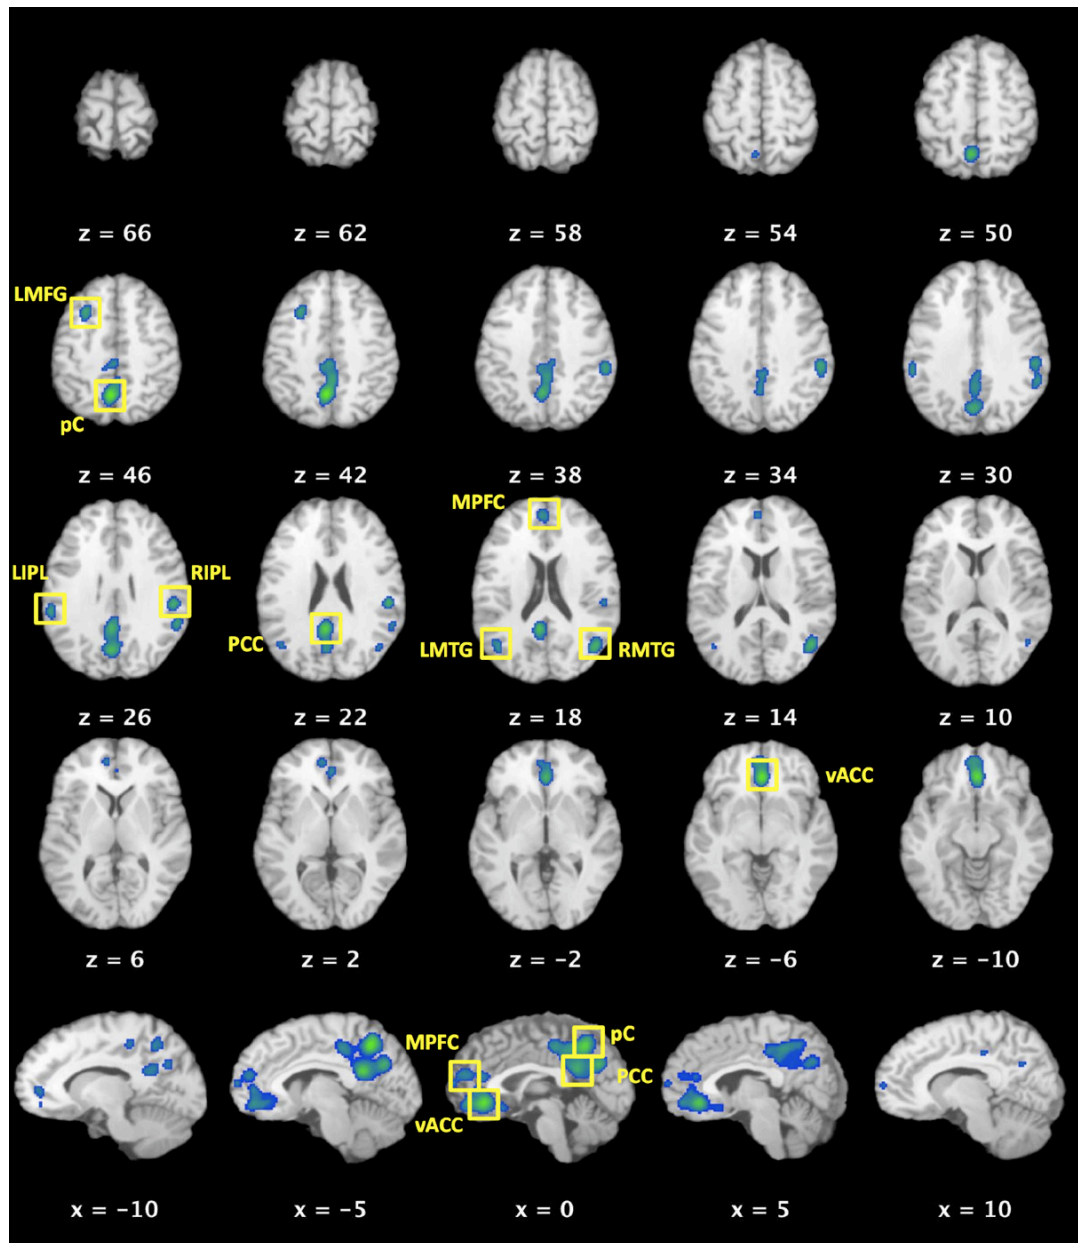 z = 66 z = 62 z = 58 z = 54 z = 50
LMFG
pC
z = 46 z = 42 z = 38 z = 34 z = 30
MPFC
LIPL RIPL
PCC LMTG RMTG
z = 26 z = 22 z = 18 z = 14 z = 10
vACC
z = 6 z = 2 z = −2 z = −6 z = −10
pC
MPFC
PCC
vACC
x = −10 x = −5 x = 0 x = 5 x = 10